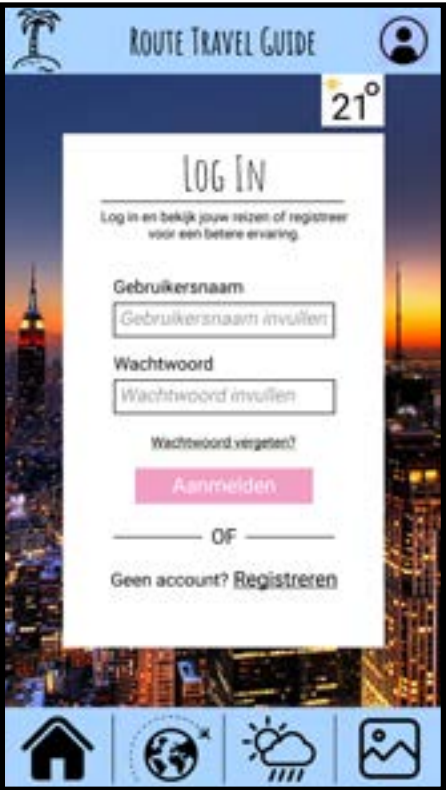 ROUTE TRAVEL GUIDE
21°
LOG IN
Log in en bekijk jouw reizen of registreer
voor een betere ervaring.
Gebruikersnaam
Gebruikersnaam invullen
Wachtwoord
Wachtwoord invullen
Wachtwoord vergeten?
Aanmelden
OF
Geen account? Registreren